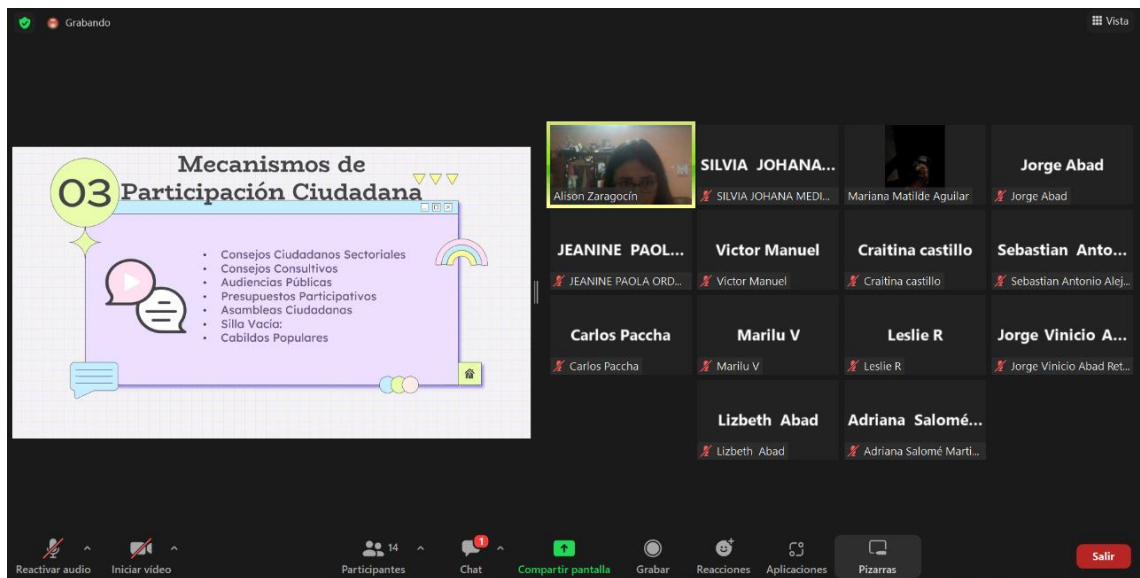 Grabando
Vista
03
Mecanismos de
Participación Ciudadana
• Consejos Ciudadanos Sectoriales
• Consejos Consultivos
• Audiencias Públicas
• Presupuestos Participativos
• Asambleas Ciudadanas
• Silla Vacía:
• Cabildos Populares
Alison Zaragocín
SILVIA JOHANA...
SILVIA JOHANA MEDI...
Mariana Matilde Aguilar
Jorge Abad
Jorge Abad
JEANINE PAOL...
JEANINE PAOLA ORD...
Victor Manuel
Victor Manuel
Craitina castillo
Craitina castillo
Sebastian Anto...
Sebastian Antonio Alej...
Carlos Paccha
Carlos Paccha
Marilu V
Marilu V
Leslie R
Leslie R
Jorge Vinicio A...
Jorge Vinicio Abad Ret...
Lizbeth Abad
Lizbeth Abad
Adriana Salomé...
Adriana Salomé Marti...
Reactivar audio
Iniciar vídeo
14
Participantes
1
Chat
Compartir pantalla
Grabar
Reacciones
Aplicaciones
Pizarras
Salir